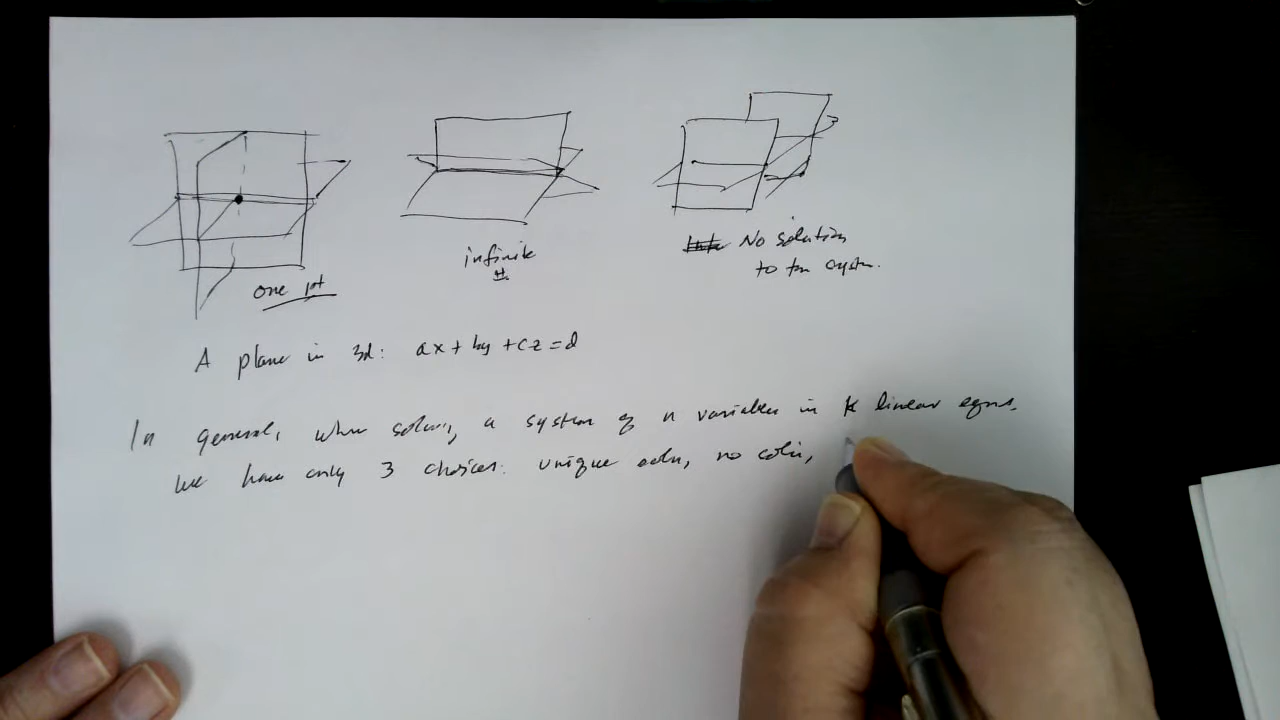 one pt
infinite
#
No solution
to the system.
A plane in 3d: ax + by + cz = d
In general, when solving a system of n variables in k linear eqns,
we have only 3 choices: unique soln, no soln,